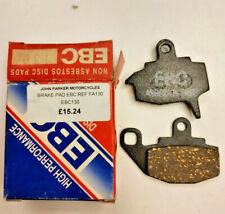 NON ASBESTOS DISC PADS
EBC
JOHN PARKER MOTORCYCLES
BRAKE PAD EBC REF FA130
EBC130
£15.24
EBC
HIGH PERFORMANCE
EBC